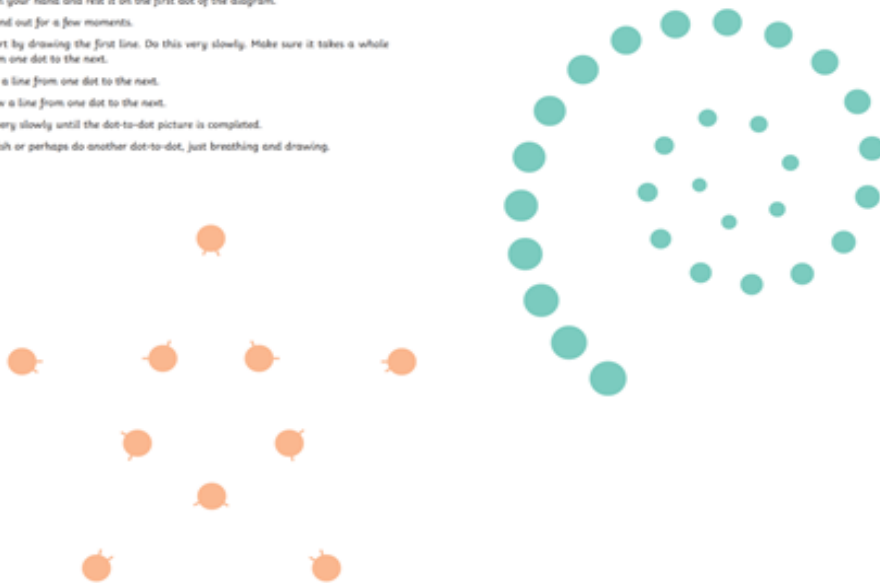 your hand and rest it on the first dot of the diagram.
nd out for a few moments.
rt by drawing the first line. Do this very slowly. Make sure it takes a whole
m one dot to the next.
a line from one dot to the next.
w a line from one dot to the next.
ery slowly until the dot-to-dot picture is completed.
sh or perhaps do another dot-to-dot, just breathing and drawing.